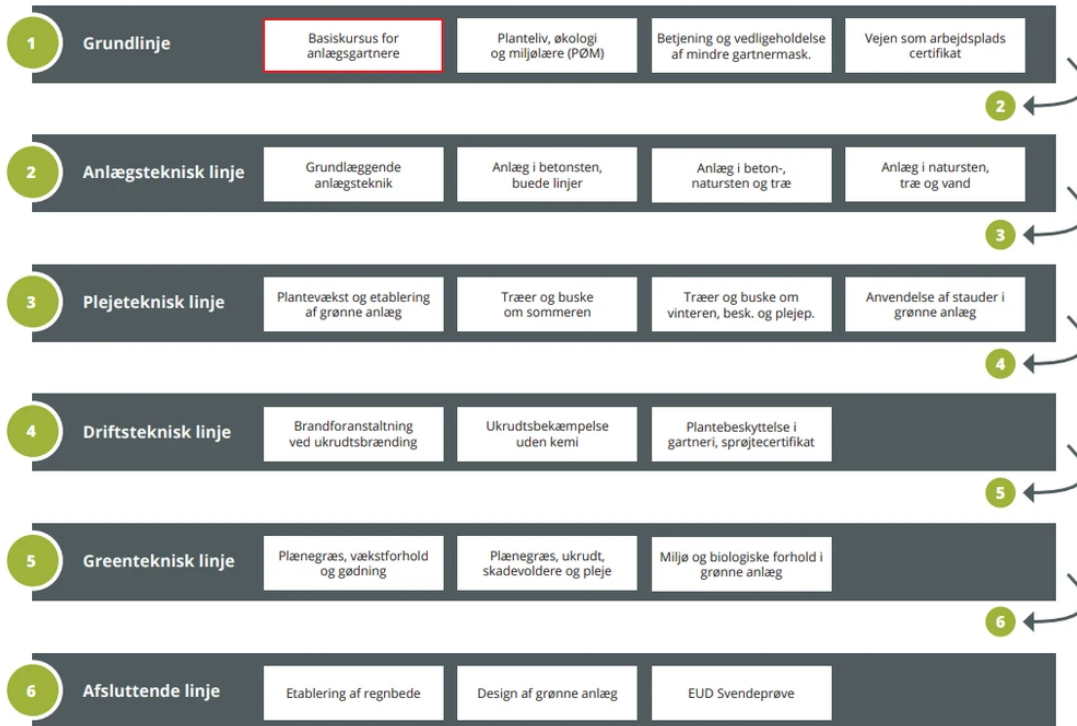 1
Grundlinje
Basiskursus for
anlægsgartnere
Planteliv, økologi
og miljølære (PØM)
Betjening og vedligeholdelse
af mindre gartnermask.
Vejen som arbejdsplads
certifikat
2
2
Anlægsteknisk linje
Grundlæggende
anlægsteknik
Anlæg i betonsten,
buede linjer
Anlæg i beton-,
natursten og træ
Anlæg i natursten,
træ og vand
3
3
Plejeteknisk linje
Plantevækst og etablering
af grønne anlæg
Træer og buske
om sommeren
Træer og buske om
vinteren, besk. og plejep.
Anvendelse af stauder i
grønne anlæg
4
4
Driftsteknisk linje
Brandforanstaltning
ved ukrudtsbrænding
Ukrudtsbekæmpelse
uden kemi
Plantebeskyttelse i
gartneri, sprøjtecertifikat
5
5
Greenteknisk linje
Plænegræs, vækstforhold
og gødning
Plænegræs, ukrudt,
skadevoldere og pleje
Miljø og biologiske forhold i
grønne anlæg
6
6
Afsluttende linje
Etablering af regnbede
Design af grønne anlæg
EUD Svendeprøve